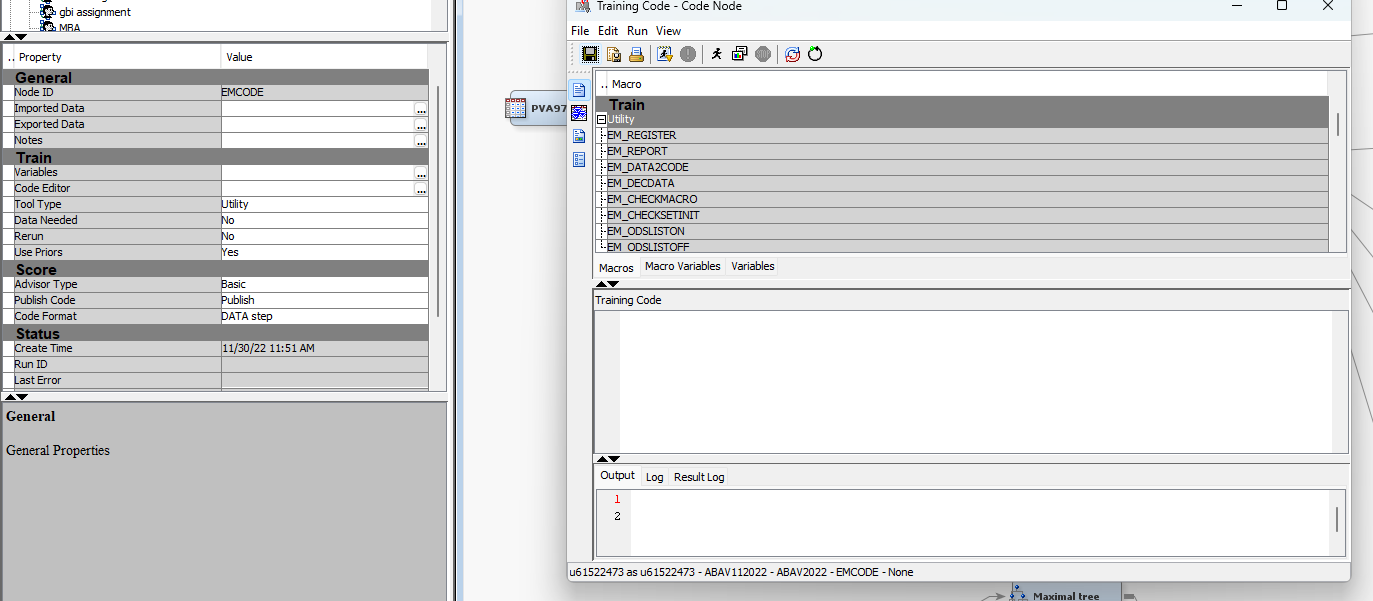 gbi assignment
MBA
.. Property Value
General
Node ID EMCODE
Imported Data ...
Exported Data ...
Notes ...
Train
Variables ...
Code Editor ...
Tool Type Utility
Data Needed No
Rerun No
Use Priors Yes
Score
Advisor Type Basic
Publish Code Publish
Code Format DATA step
Status
Create Time 11/30/22 11:51 AM
Run ID
Last Error
General
General Properties
PVA97
Training Code - Code Node
File Edit Run View
.. Macro
Train
Utility
EM_REGISTER
EM_REPORT
EM_DATA2CODE
EM_DECDATA
EM_CHECKMACRO
EM_CHECKSETINIT
EM_ODSLISTON
EM_ODSLISTOFF
Macros Macro Variables Variables
Training Code
Output Log Result Log
1
2
u61522473 as u61522473 - ABAV112022 - ABAV2022 - EMCODE - None
Maximal tree